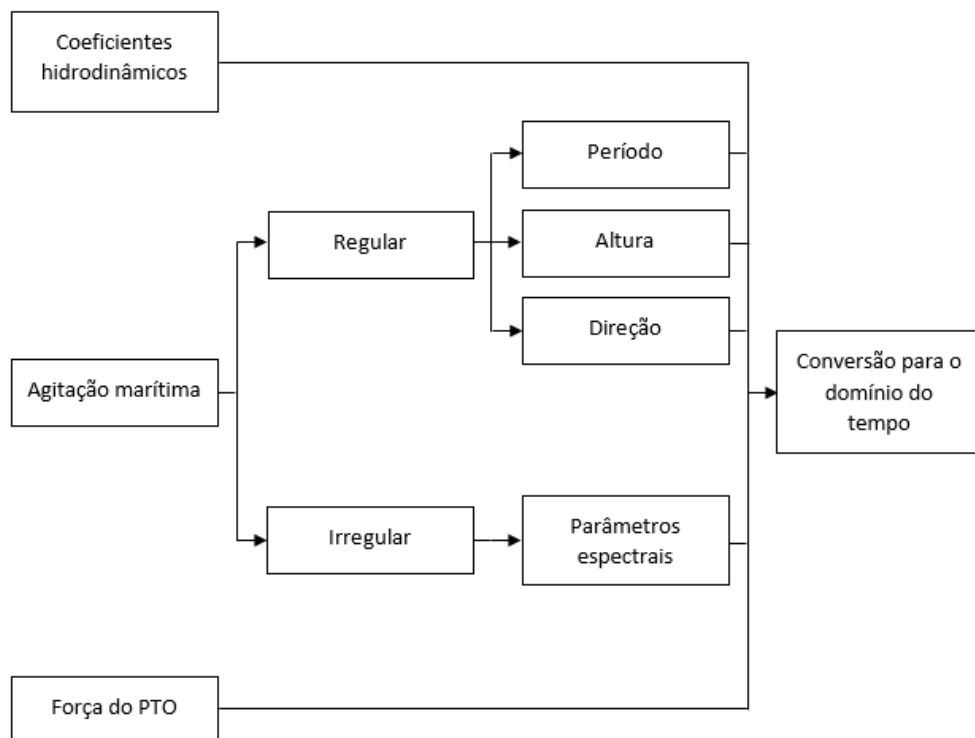 Coeficientes
hidrodinâmicos
Período
Regular
Altura
Direção
Agitação marítima
Conversão para o
domínio do
tempo
Irregular
Parâmetros
espectrais
Força do PTO